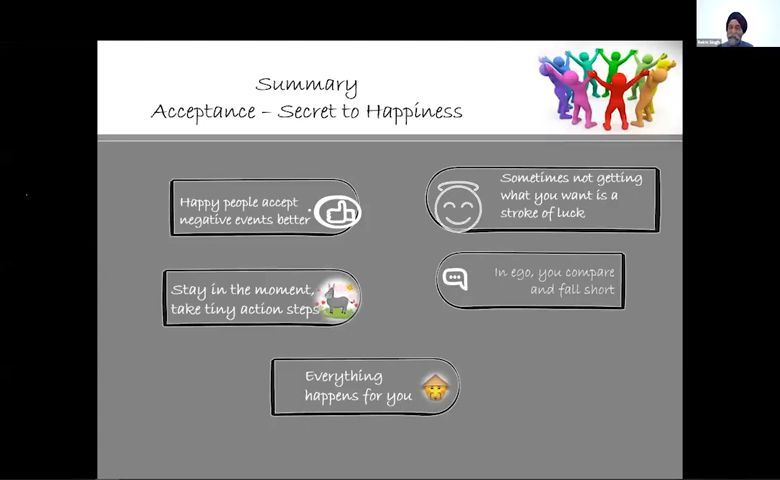 Summary
Acceptance – Secret to Happiness
Happy people accept
negative events better
Sometimes not getting
what you want is a
stroke of luck
Stay in the moment,
take tiny action steps
In ego, you compare
and fall short
Everything
happens for you